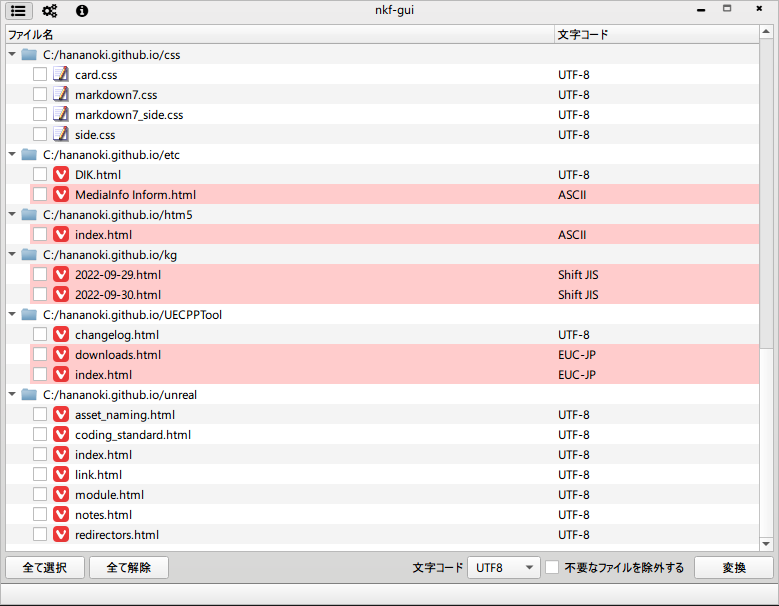 nkf-gui
ファイル名 文字コード
C:/hananoki.github.io/css
card.css UTF-8
markdown7.css UTF-8
markdown7_side.css UTF-8
side.css UTF-8
C:/hananoki.github.io/etc
DIK.html UTF-8
MediaInfo Inform.html ASCII
C:/hananoki.github.io/htm5
index.html ASCII
C:/hananoki.github.io/kg
2022-09-29.html Shift JIS
2022-09-30.html Shift JIS
C:/hananoki.github.io/UECPPTool
changelog.html UTF-8
downloads.html EUC-JP
index.html EUC-JP
C:/hananoki.github.io/unreal
asset_naming.html UTF-8
coding_standard.html UTF-8
index.html UTF-8
link.html UTF-8
module.html UTF-8
notes.html UTF-8
redirectors.html UTF-8
全て選択 全て解除 文字コード UTF8 不要なファイルを除外する 変換